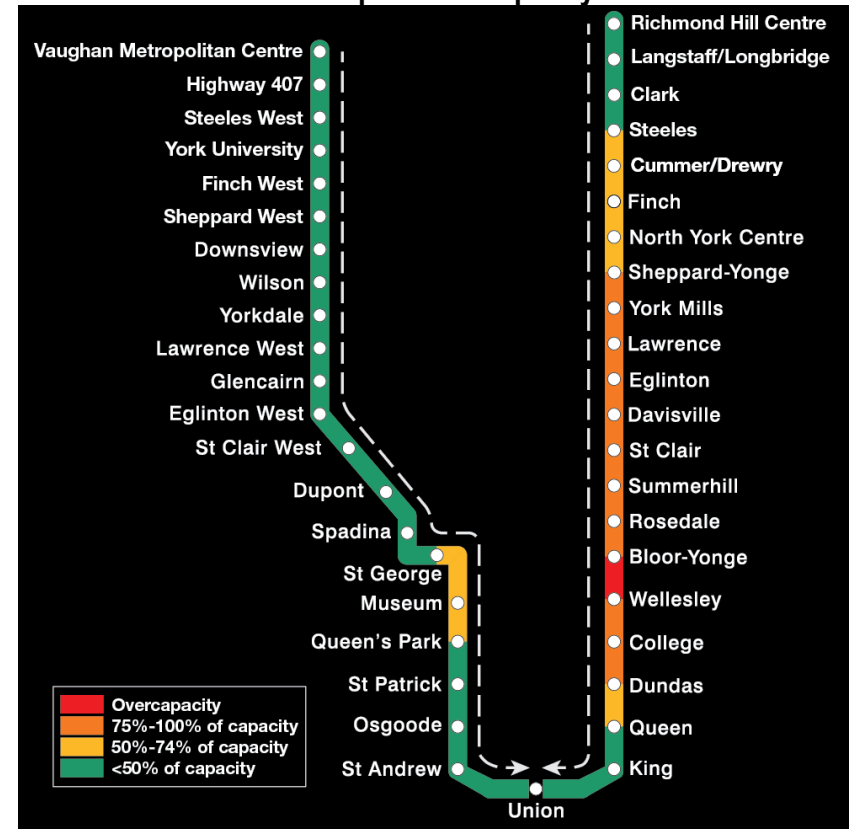 Vaughan Metropolitan Centre
Highway 407
Steeles West
York University
Finch West
Sheppard West
Downsview
Wilson
Yorkdale
Lawrence West
Glencairn
Eglinton West
St Clair West
Dupont
Spadina
St George
Museum
Queen's Park
St Patrick
Osgoode
St Andrew
Union
Richmond Hill Centre
Langstaff/Longbridge
Clark
Steeles
Cummer/Drewry
Finch
North York Centre
Sheppard-Yonge
York Mills
Lawrence
Eglinton
Davisville
St Clair
Summerhill
Rosedale
Bloor-Yonge
Wellesley
College
Dundas
Queen
King
Overcapacity
75%-100% of capacity
50%-74% of capacity
<50% of capacity